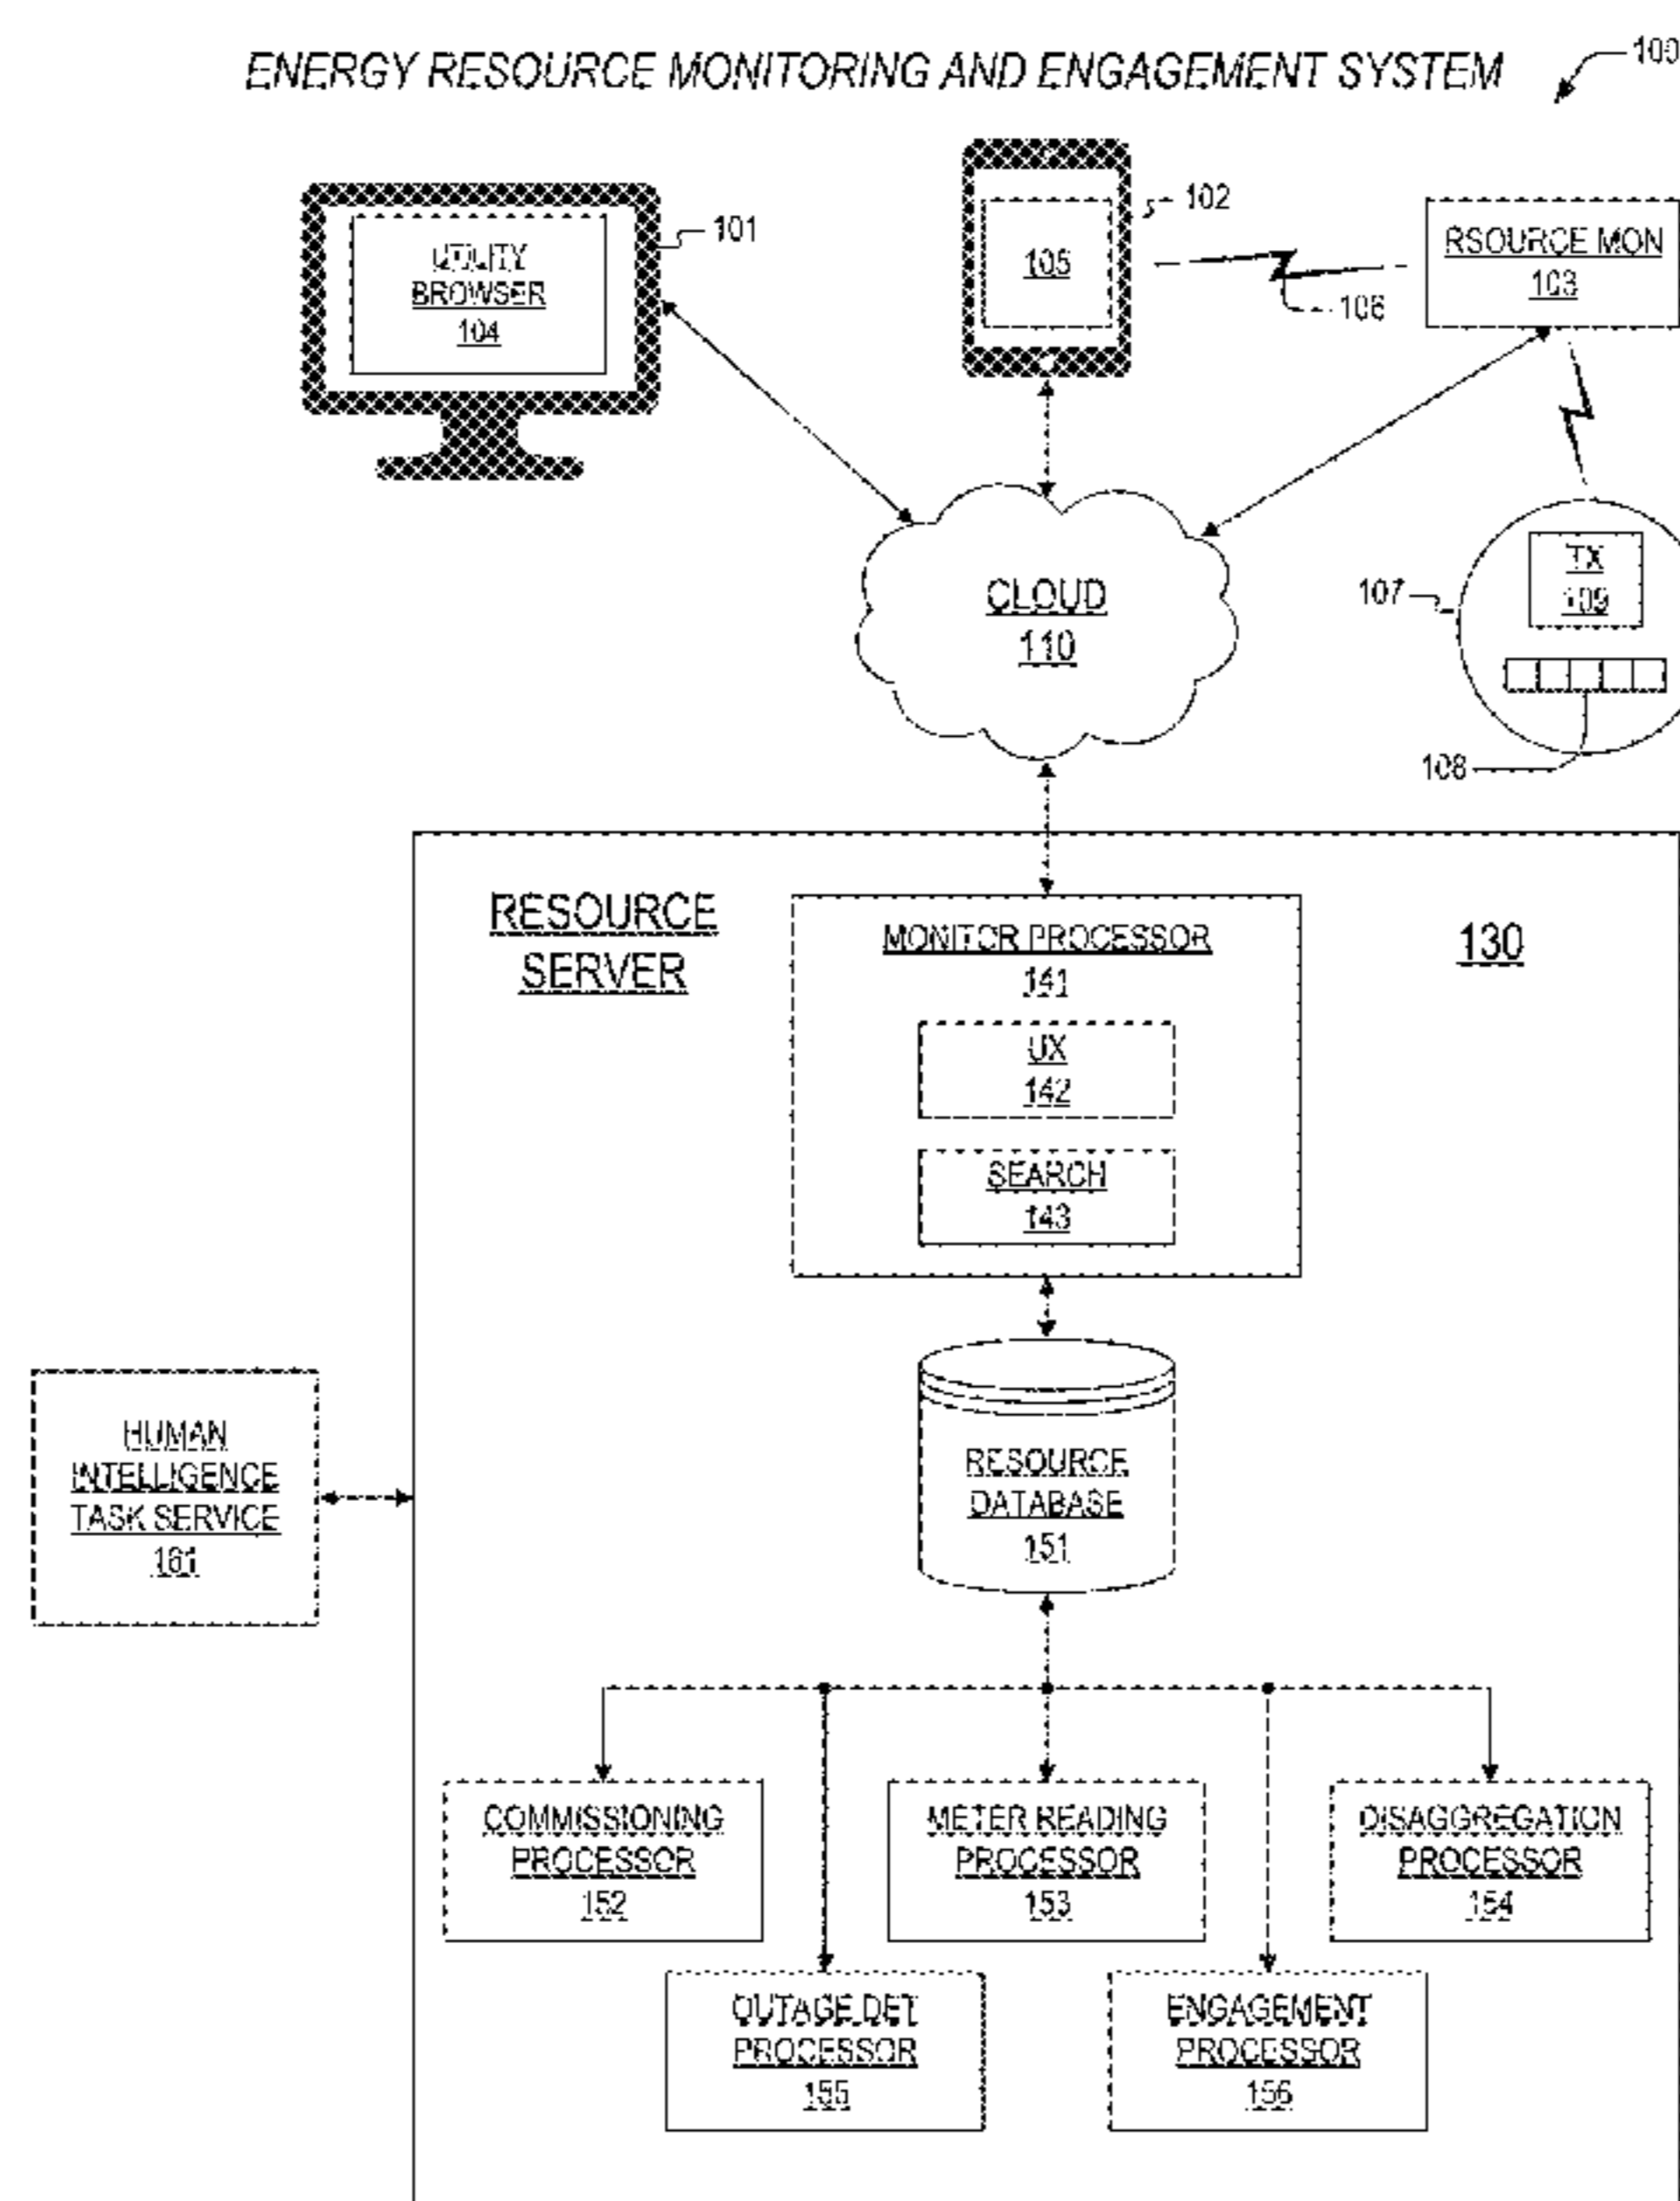 ENERGY RESOURCE MONITORING AND ENGAGEMENT SYSTEM
100
101
UTILITY
BROWSER
104
102
105
106
RSOURCE MON
103
CLOUD
110
107
TX
109
108
RESOURCE
SERVER
130
MONITOR PROCESSOR
141
UX
142
SEARCH
143
HUMAN
INTELLIGENCE
TASK SERVICE
161
RESOURCE
DATABASE
151
COMMISSIONING
PROCESSOR
152
METER READING
PROCESSOR
153
DISAGGREGATION
PROCESSOR
154
OUTAGE DET
PROCESSOR
155
ENGAGEMENT
PROCESSOR
156